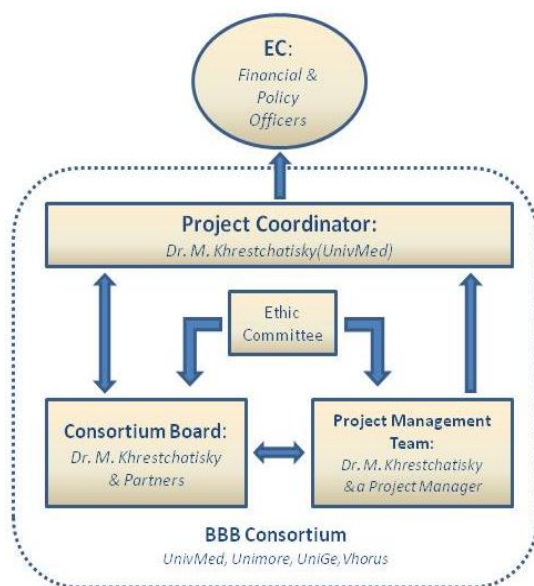 EC:
Financial &
Policy
Officers
Project Coordinator:
Dr. M. Khrestchatisky(UnivMed)
Ethic
Committee
Consortium Board:
Dr. M. Khrestchatisky
& Partners
Project Management
Team:
Dr. M. Khrestchatisky
&a Project Manager
BBB Consortium
UnivMed, Unimore, UniGe,Vhorus